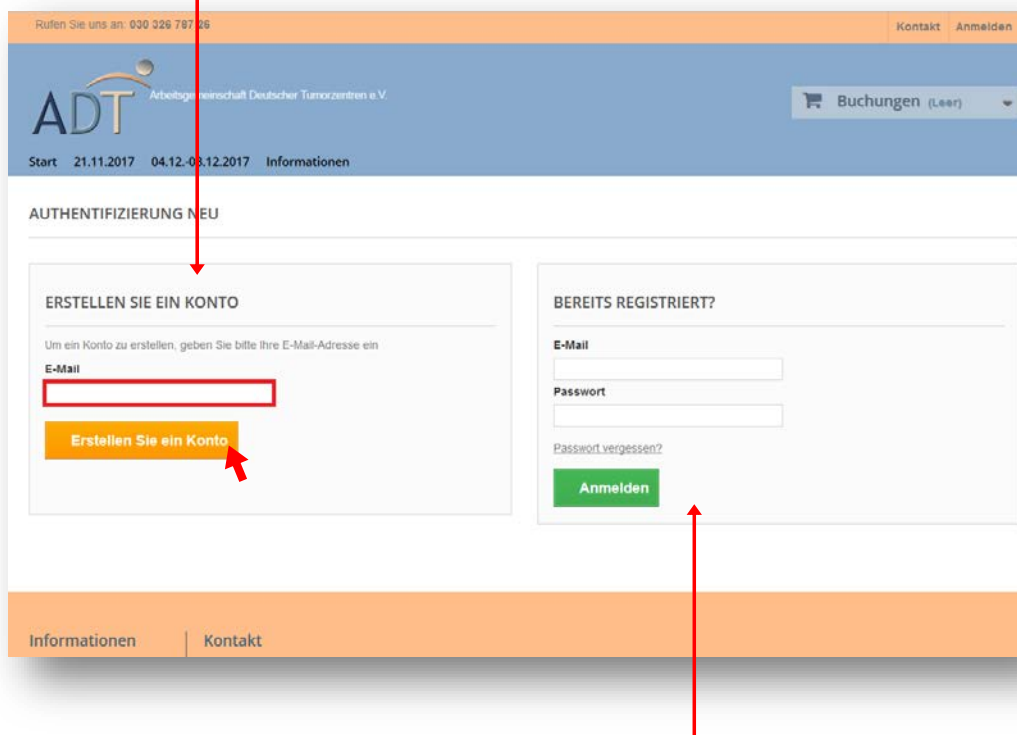 Rufen Sie uns an: 030 326 787 26
Kontakt Anmelden
ADT
Arbeitsgemeinschaft Deutscher Tumorzentren e.V.
Buchungen (Leer)
Start 21.11.2017 04.12.-08.12.2017 Informationen
AUTHENTIFIZIERUNG NEU
ERSTELLEN SIE EIN KONTO
Um ein Konto zu erstellen, geben Sie bitte Ihre E-Mail-Adresse ein
E-Mail
Erstellen Sie ein Konto
BEREITS REGISTRIERT?
E-Mail
Passwort
Passwort vergessen?
Anmelden
Informationen
Kontakt